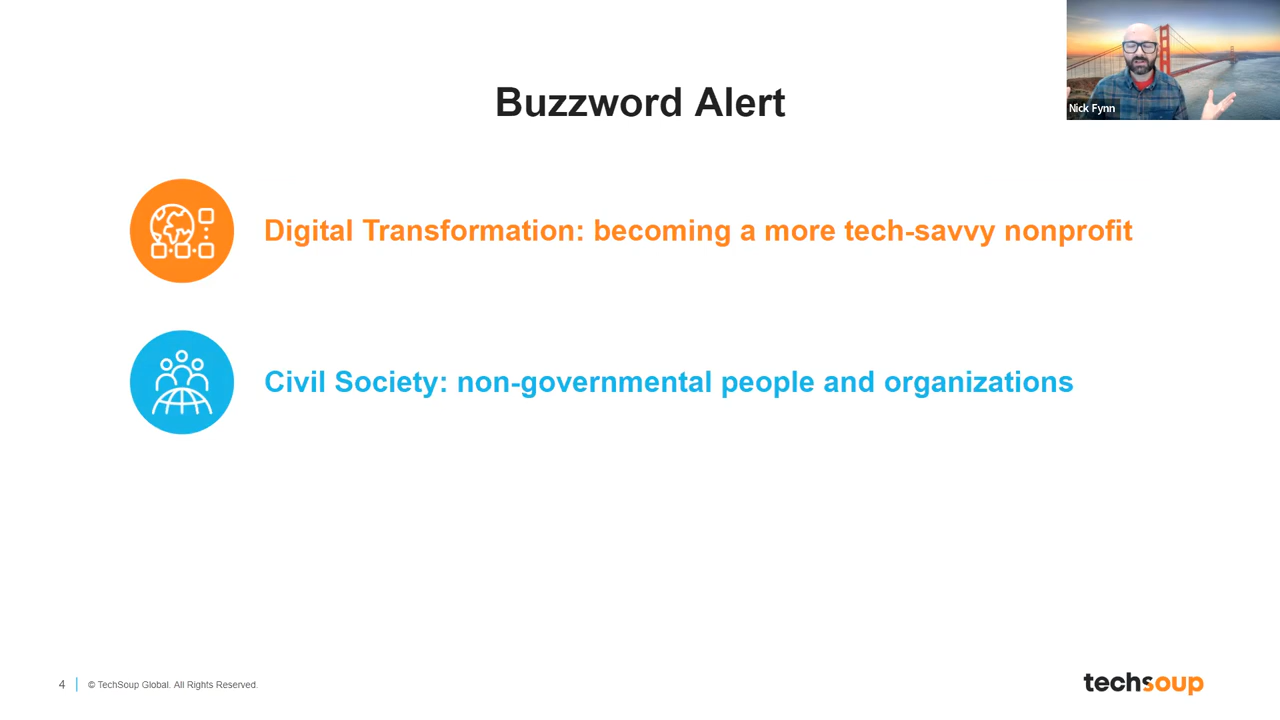 Buzzword Alert
Nick Fynn
Digital Transformation: becoming a more tech-savvy nonprofit
Civil Society: non-governmental people and organizations
4 | © TechSoup Global. All Rights Reserved.
techsoup